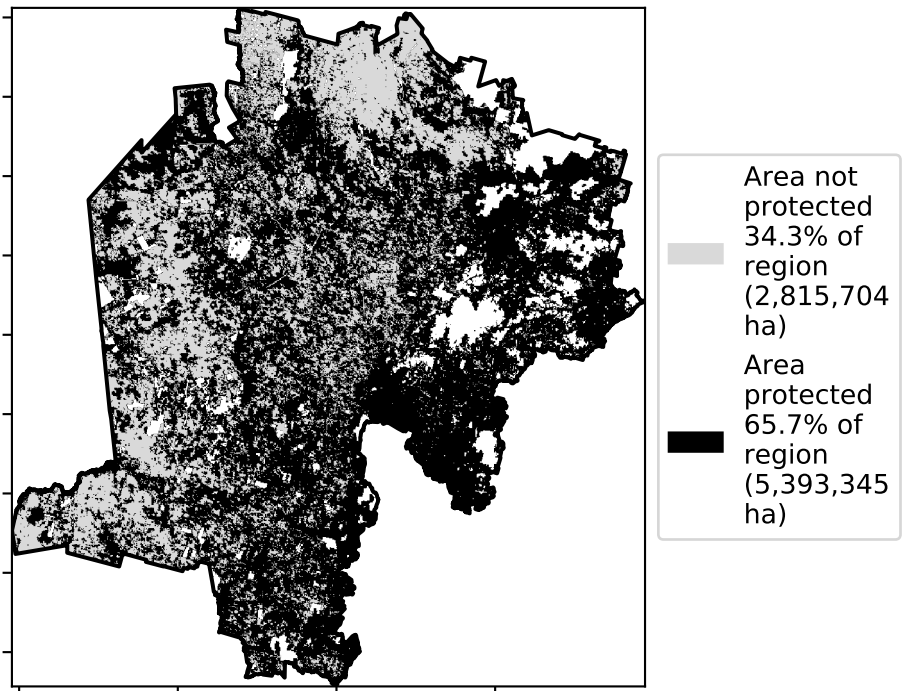 Area not
protected
34.3% of
region
(2,815,704
ha)
Area
protected
65.7% of
region
(5,393,345
ha)